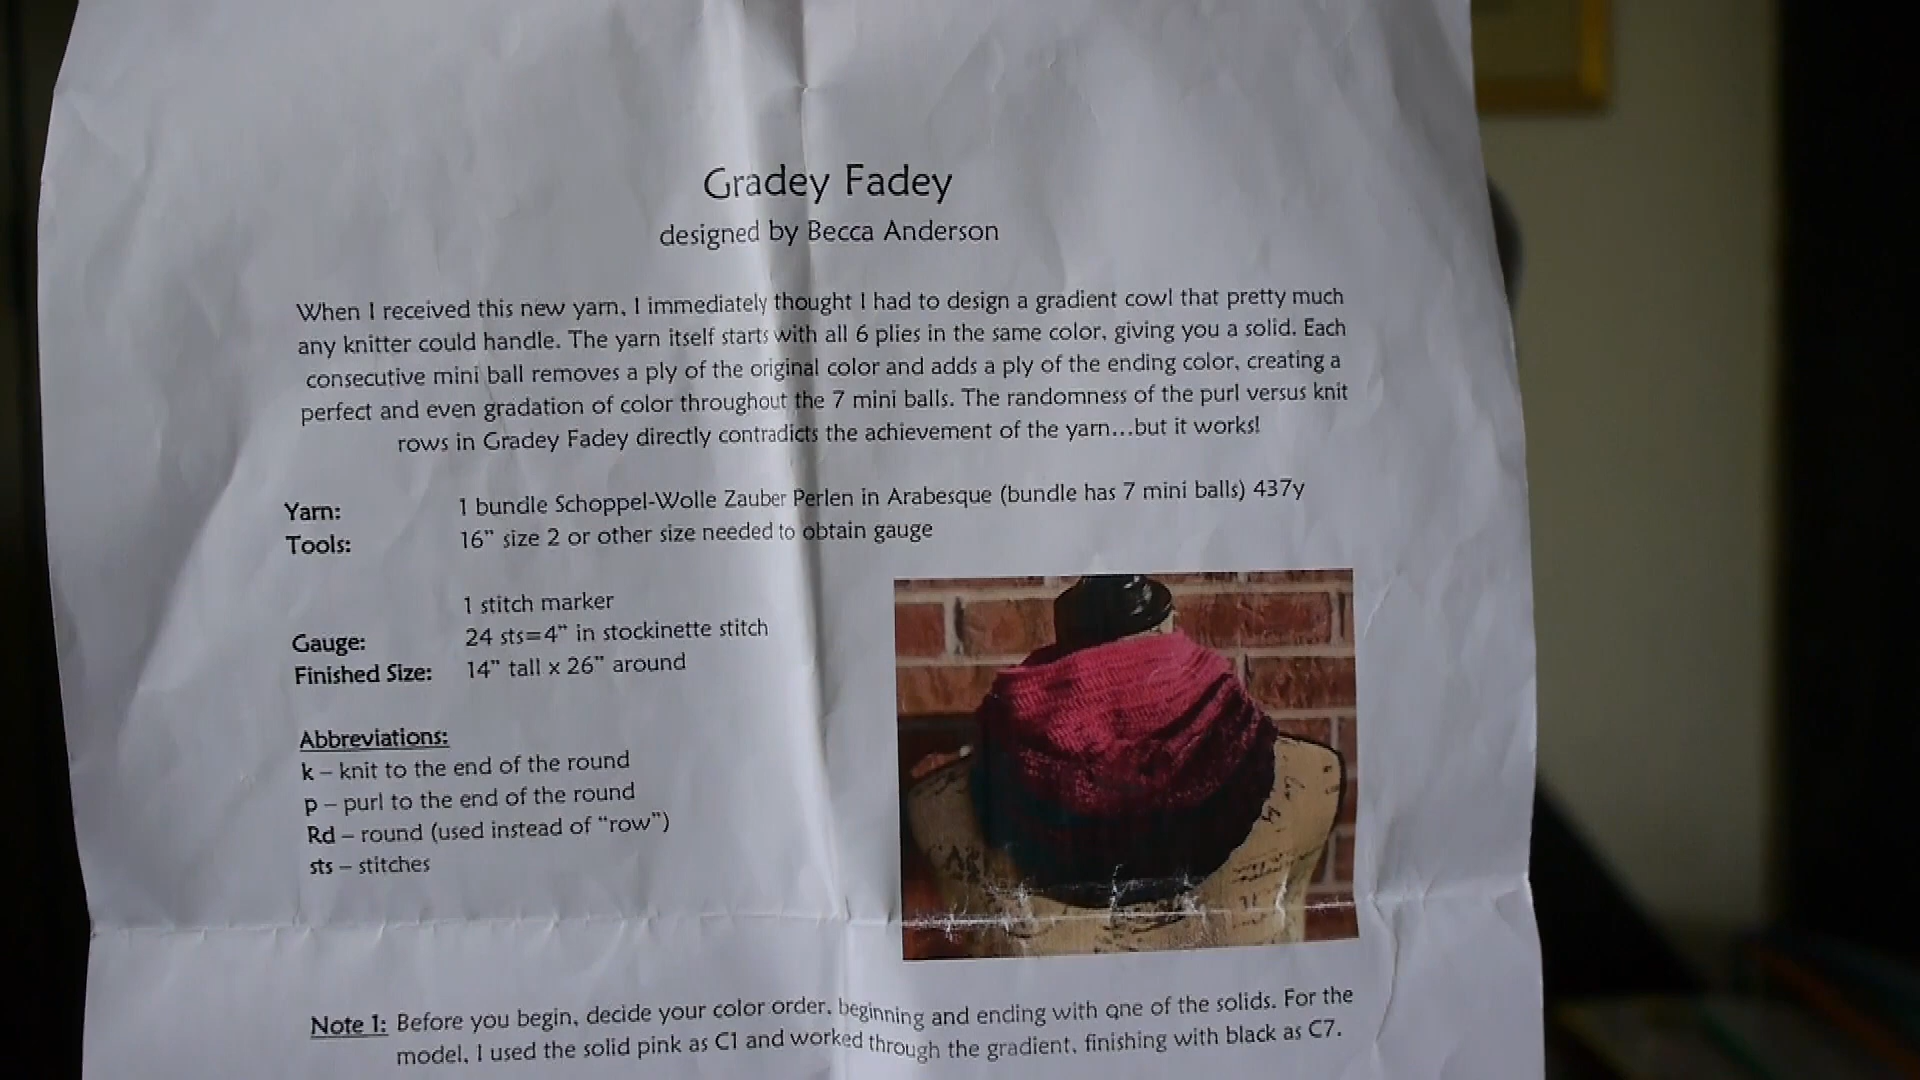 Gradey Fadey
designed by Becca Anderson
When I received this new yarn, I immediately thought I had to design a gradient cowl that pretty much
any knitter could handle. The yarn itself starts with all 6 plies in the same color, giving you a solid. Each
consecutive mini ball removes a ply of the original color and adds a ply of the ending color, creating a
perfect and even gradation of color throughout the 7 mini balls. The randomness of the purl versus knit
rows in Gradey Fadey directly contradicts the achievement of the yarn...but it works!
Yarn: 1 bundle Schoppel-Wolle Zauber Perlen in Arabesque (bundle has 7 mini balls) 437y
Tools: 16" size 2 or other size needed to obtain gauge
1 stitch marker
Gauge: 24 sts=4" in stockinette stitch
Finished Size: 14" tall x 26" around
Abbreviations:
k – knit to the end of the round
p – purl to the end of the round
Rd – round (used instead of "row")
sts – stitches
Note 1: Before you begin, decide your color order, beginning and ending with one of the solids. For the
model, I used the solid pink as C1 and worked through the gradient, finishing with black as C7.